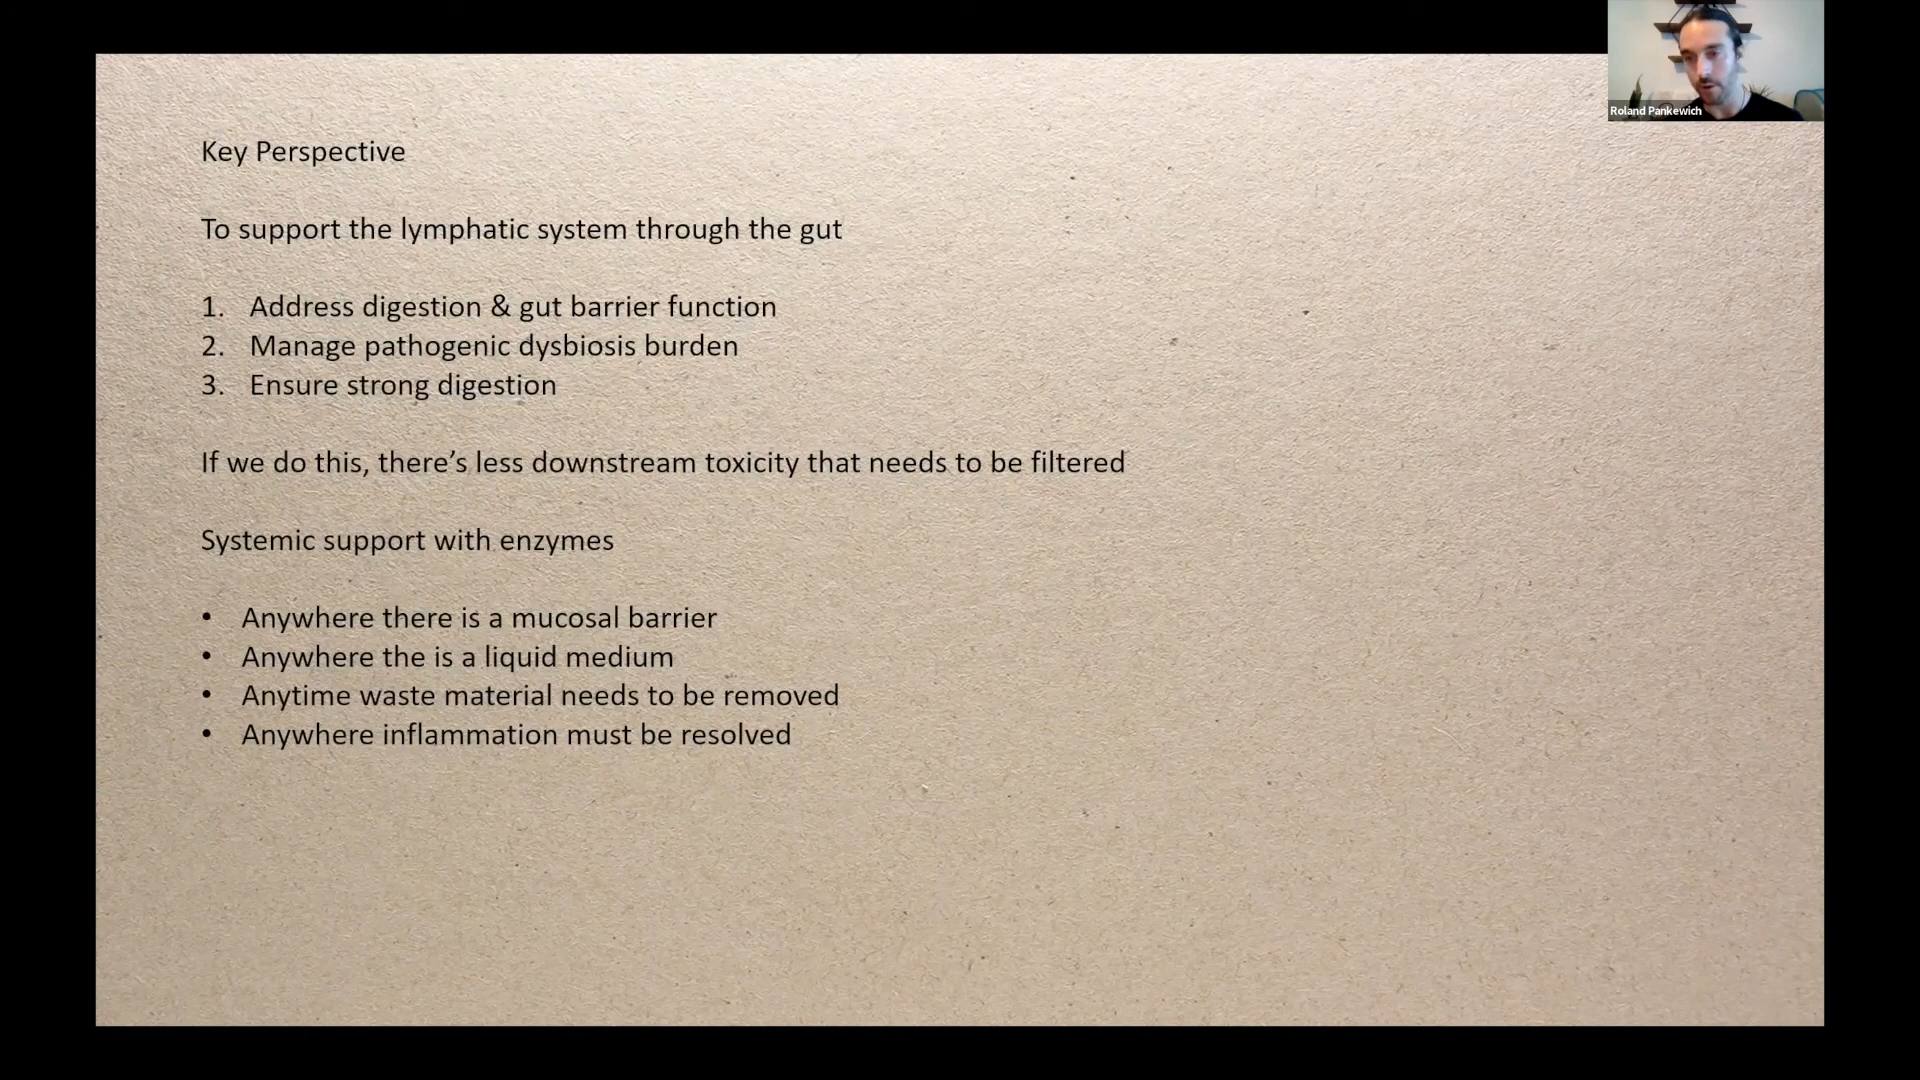 Roland Pankewich
Key Perspective
To support the lymphatic system through the gut
1. Address digestion & gut barrier function
2. Manage pathogenic dysbiosis burden
3. Ensure strong digestion
If we do this, there’s less downstream toxicity that needs to be filtered
Systemic support with enzymes
• Anywhere there is a mucosal barrier
• Anywhere the is a liquid medium
• Anytime waste material needs to be removed
• Anywhere inflammation must be resolved